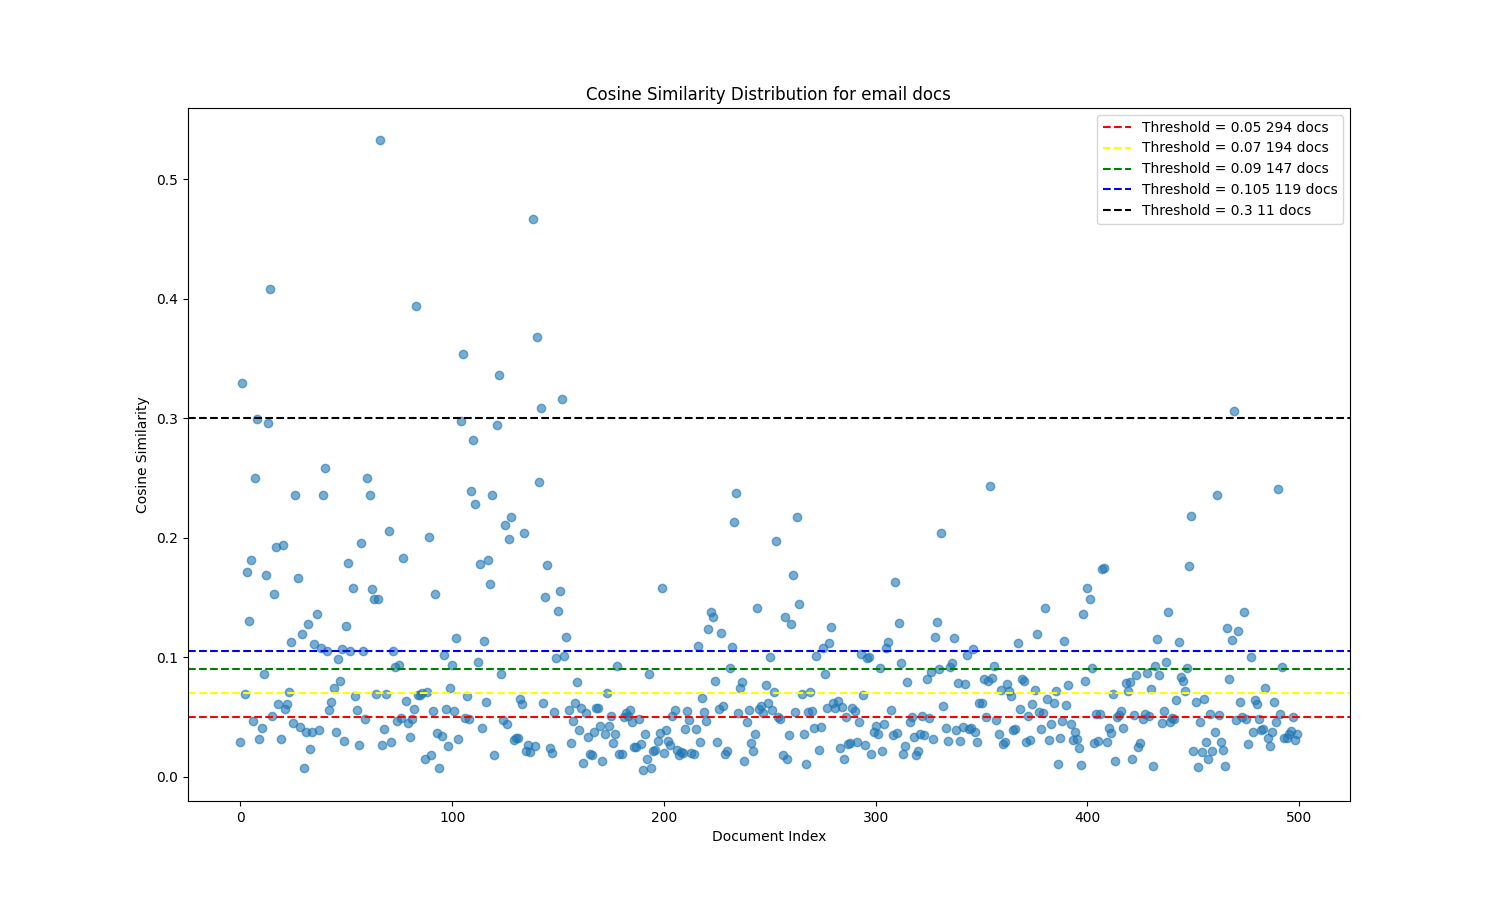 Cosine Similarity Distribution for email docs
Threshold = 0.05 294 docs
Threshold = 0.07 194 docs
Threshold = 0.09 147 docs
Threshold = 0.105 119 docs
Threshold = 0.3 11 docs
Cosine Similarity
0.5
0.4
0.3
0.2
0.1
0.0
0 100 200 300 400 500
Document Index